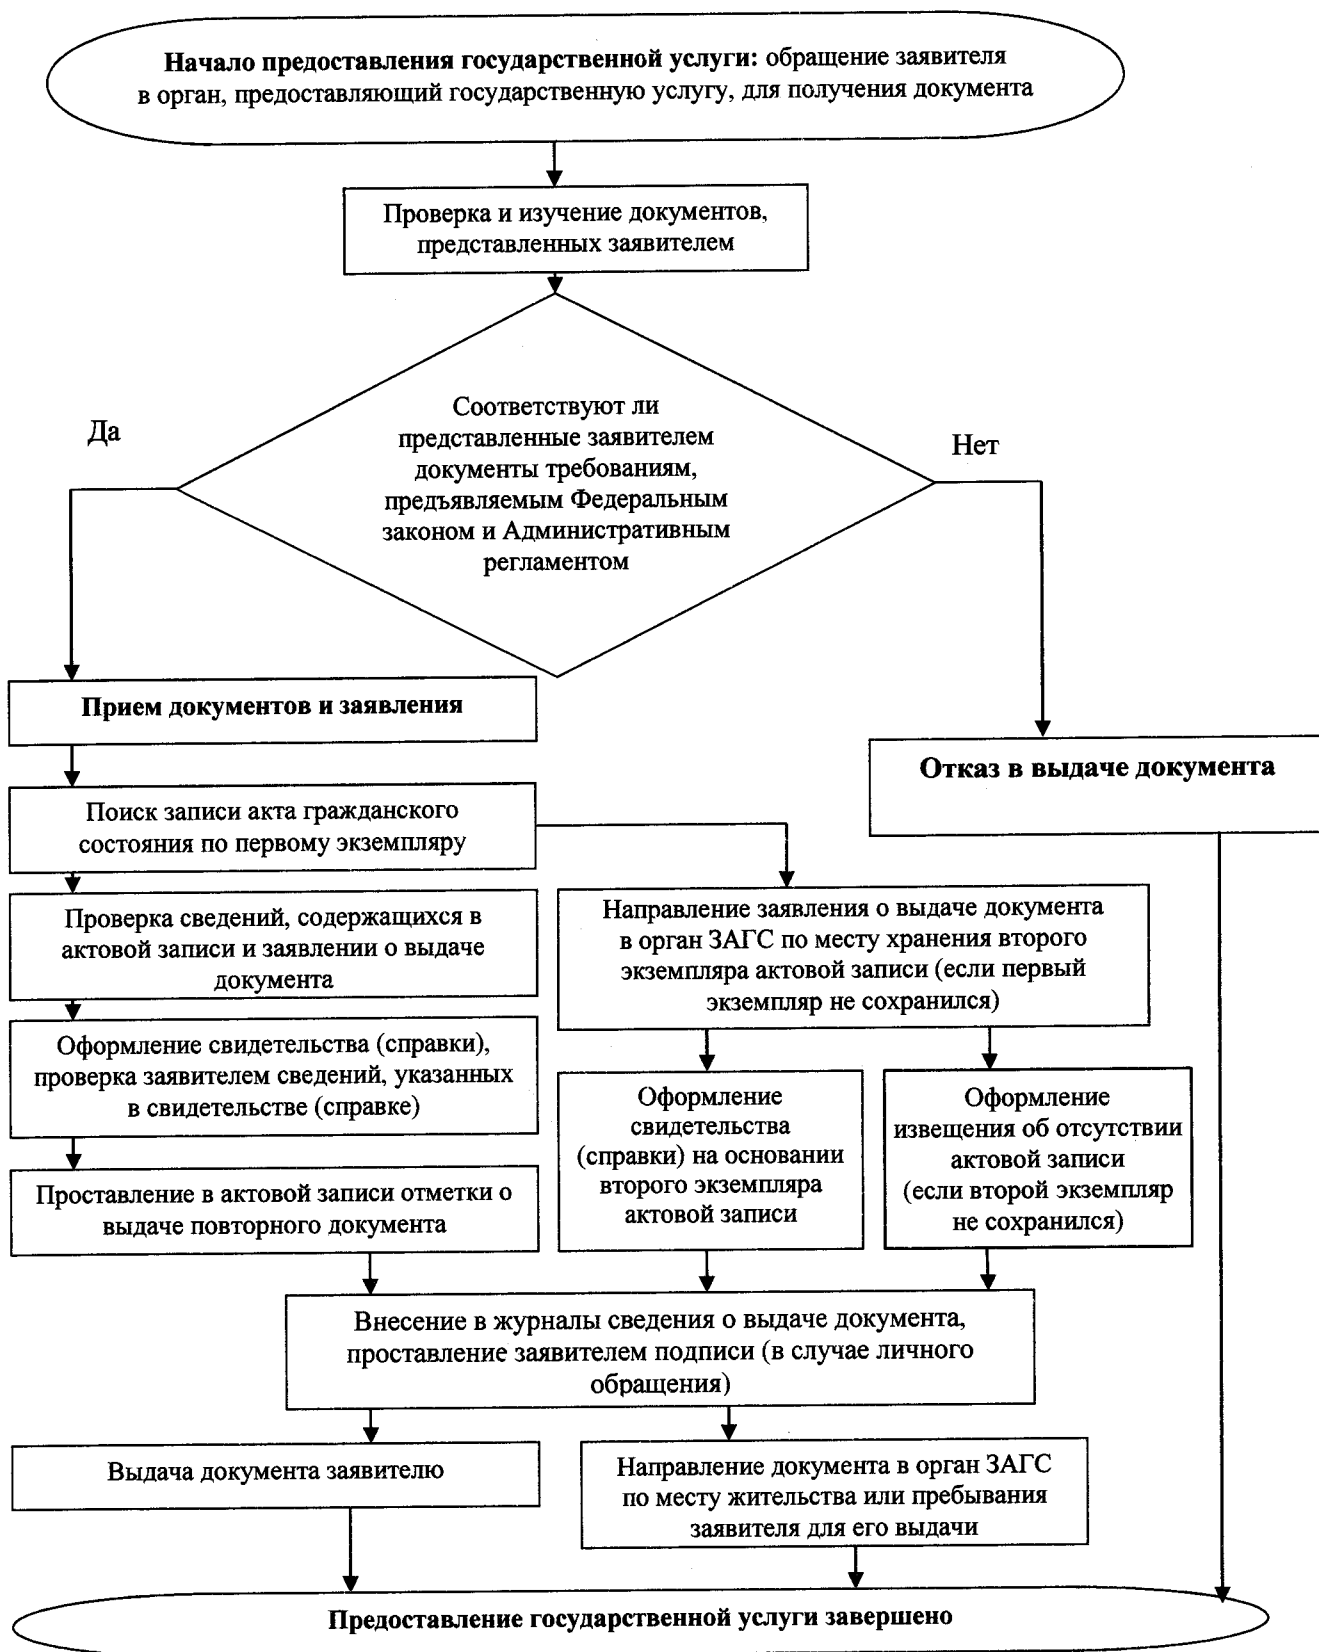 Начало предоставления государственной услуги: обращение заявителя
в орган, предоставляющий государственную услугу, для получения документа
Проверка и изучение документов,
представленных заявителем
Да
Соответствуют ли
представленные заявителем
документы требованиям,
предъявляемым Федеральным
законом и Административным
регламентом
Нет
Прием документов и заявления
Отказ в выдаче документа
Поиск записи акта гражданского
состояния по первому экземпляру
Проверка сведений, содержащихся в
актовой записи и заявлении о выдаче
документа
Направление заявления о выдаче документа
в орган ЗАГС по месту хранения второго
экземпляра актовой записи (если первый
экземпляр не сохранился)
Оформление свидетельства (справки),
проверка заявителем сведений, указанных
в свидетельстве (справке)
Оформление
свидетельства
(справки) на основании
второго экземпляра
актовой записи
Оформление
извещения об отсутствии
актовой записи
(если второй экземпляр
не сохранился)
Проставление в актовой записи отметки о
выдаче повторного документа
Внесение в журналы сведения о выдаче документа,
проставление заявителем подписи (в случае личного
обращения)
Выдача документа заявителю
Направление документа в орган ЗАГС
по месту жительства или пребывания
заявителя для его выдачи
Предоставление государственной услуги завершено